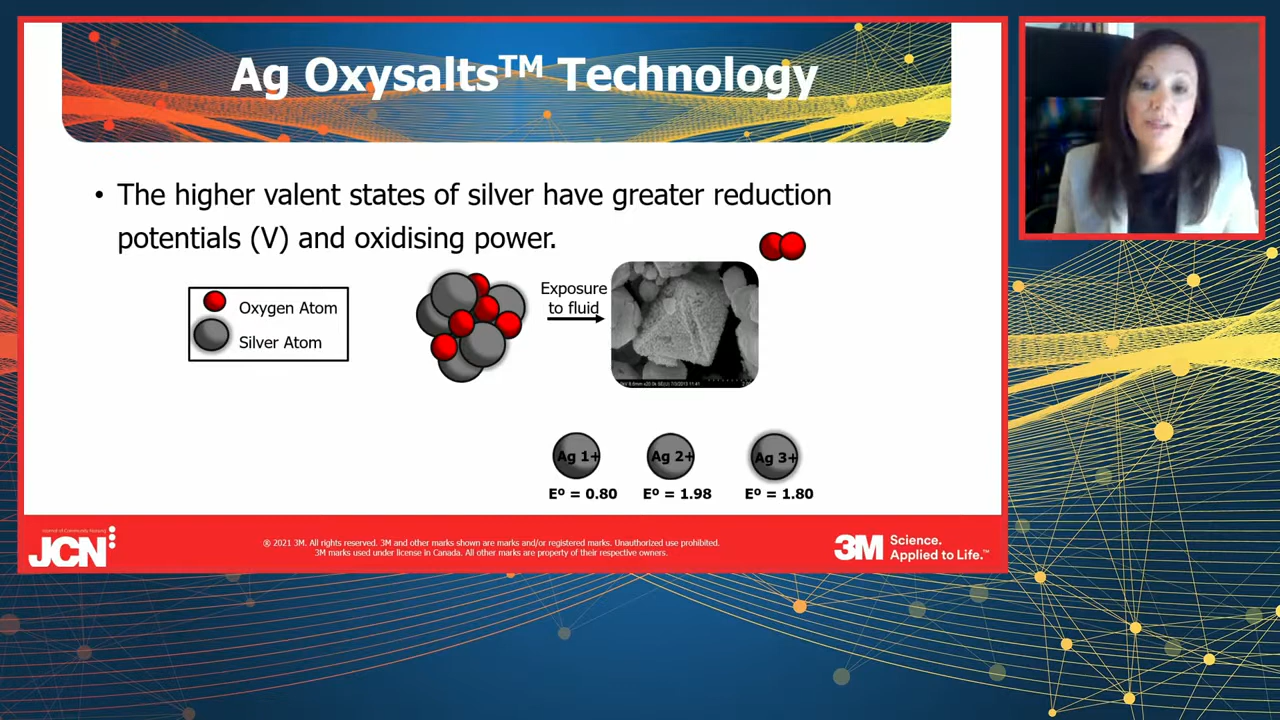 Ag Oxysalts™ Technology
• The higher valent states of silver have greater reduction
potentials (V) and oxidising power.
Oxygen Atom
Silver Atom
Exposure
to fluid
Ag 1+
Ag 2+
Ag 3+
Eº = 0.80
Eº = 1.98
Eº = 1.80
JCN
® 2021 3M. All rights reserved. 3M and other marks shown are marks and/or registered marks. Unauthorized use prohibited.
3M marks used under license in Canada. All other marks are property of their respective owners.
3M Science.
Applied to Life.™